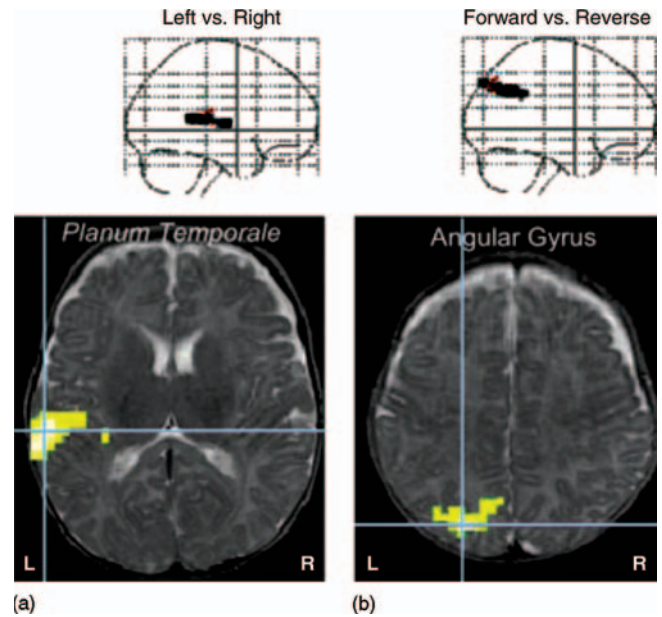 Left vs. Right
Forward vs. Reverse
Planum Temporale
Angular Gyrus
L
R
L
R
(a)
(b)